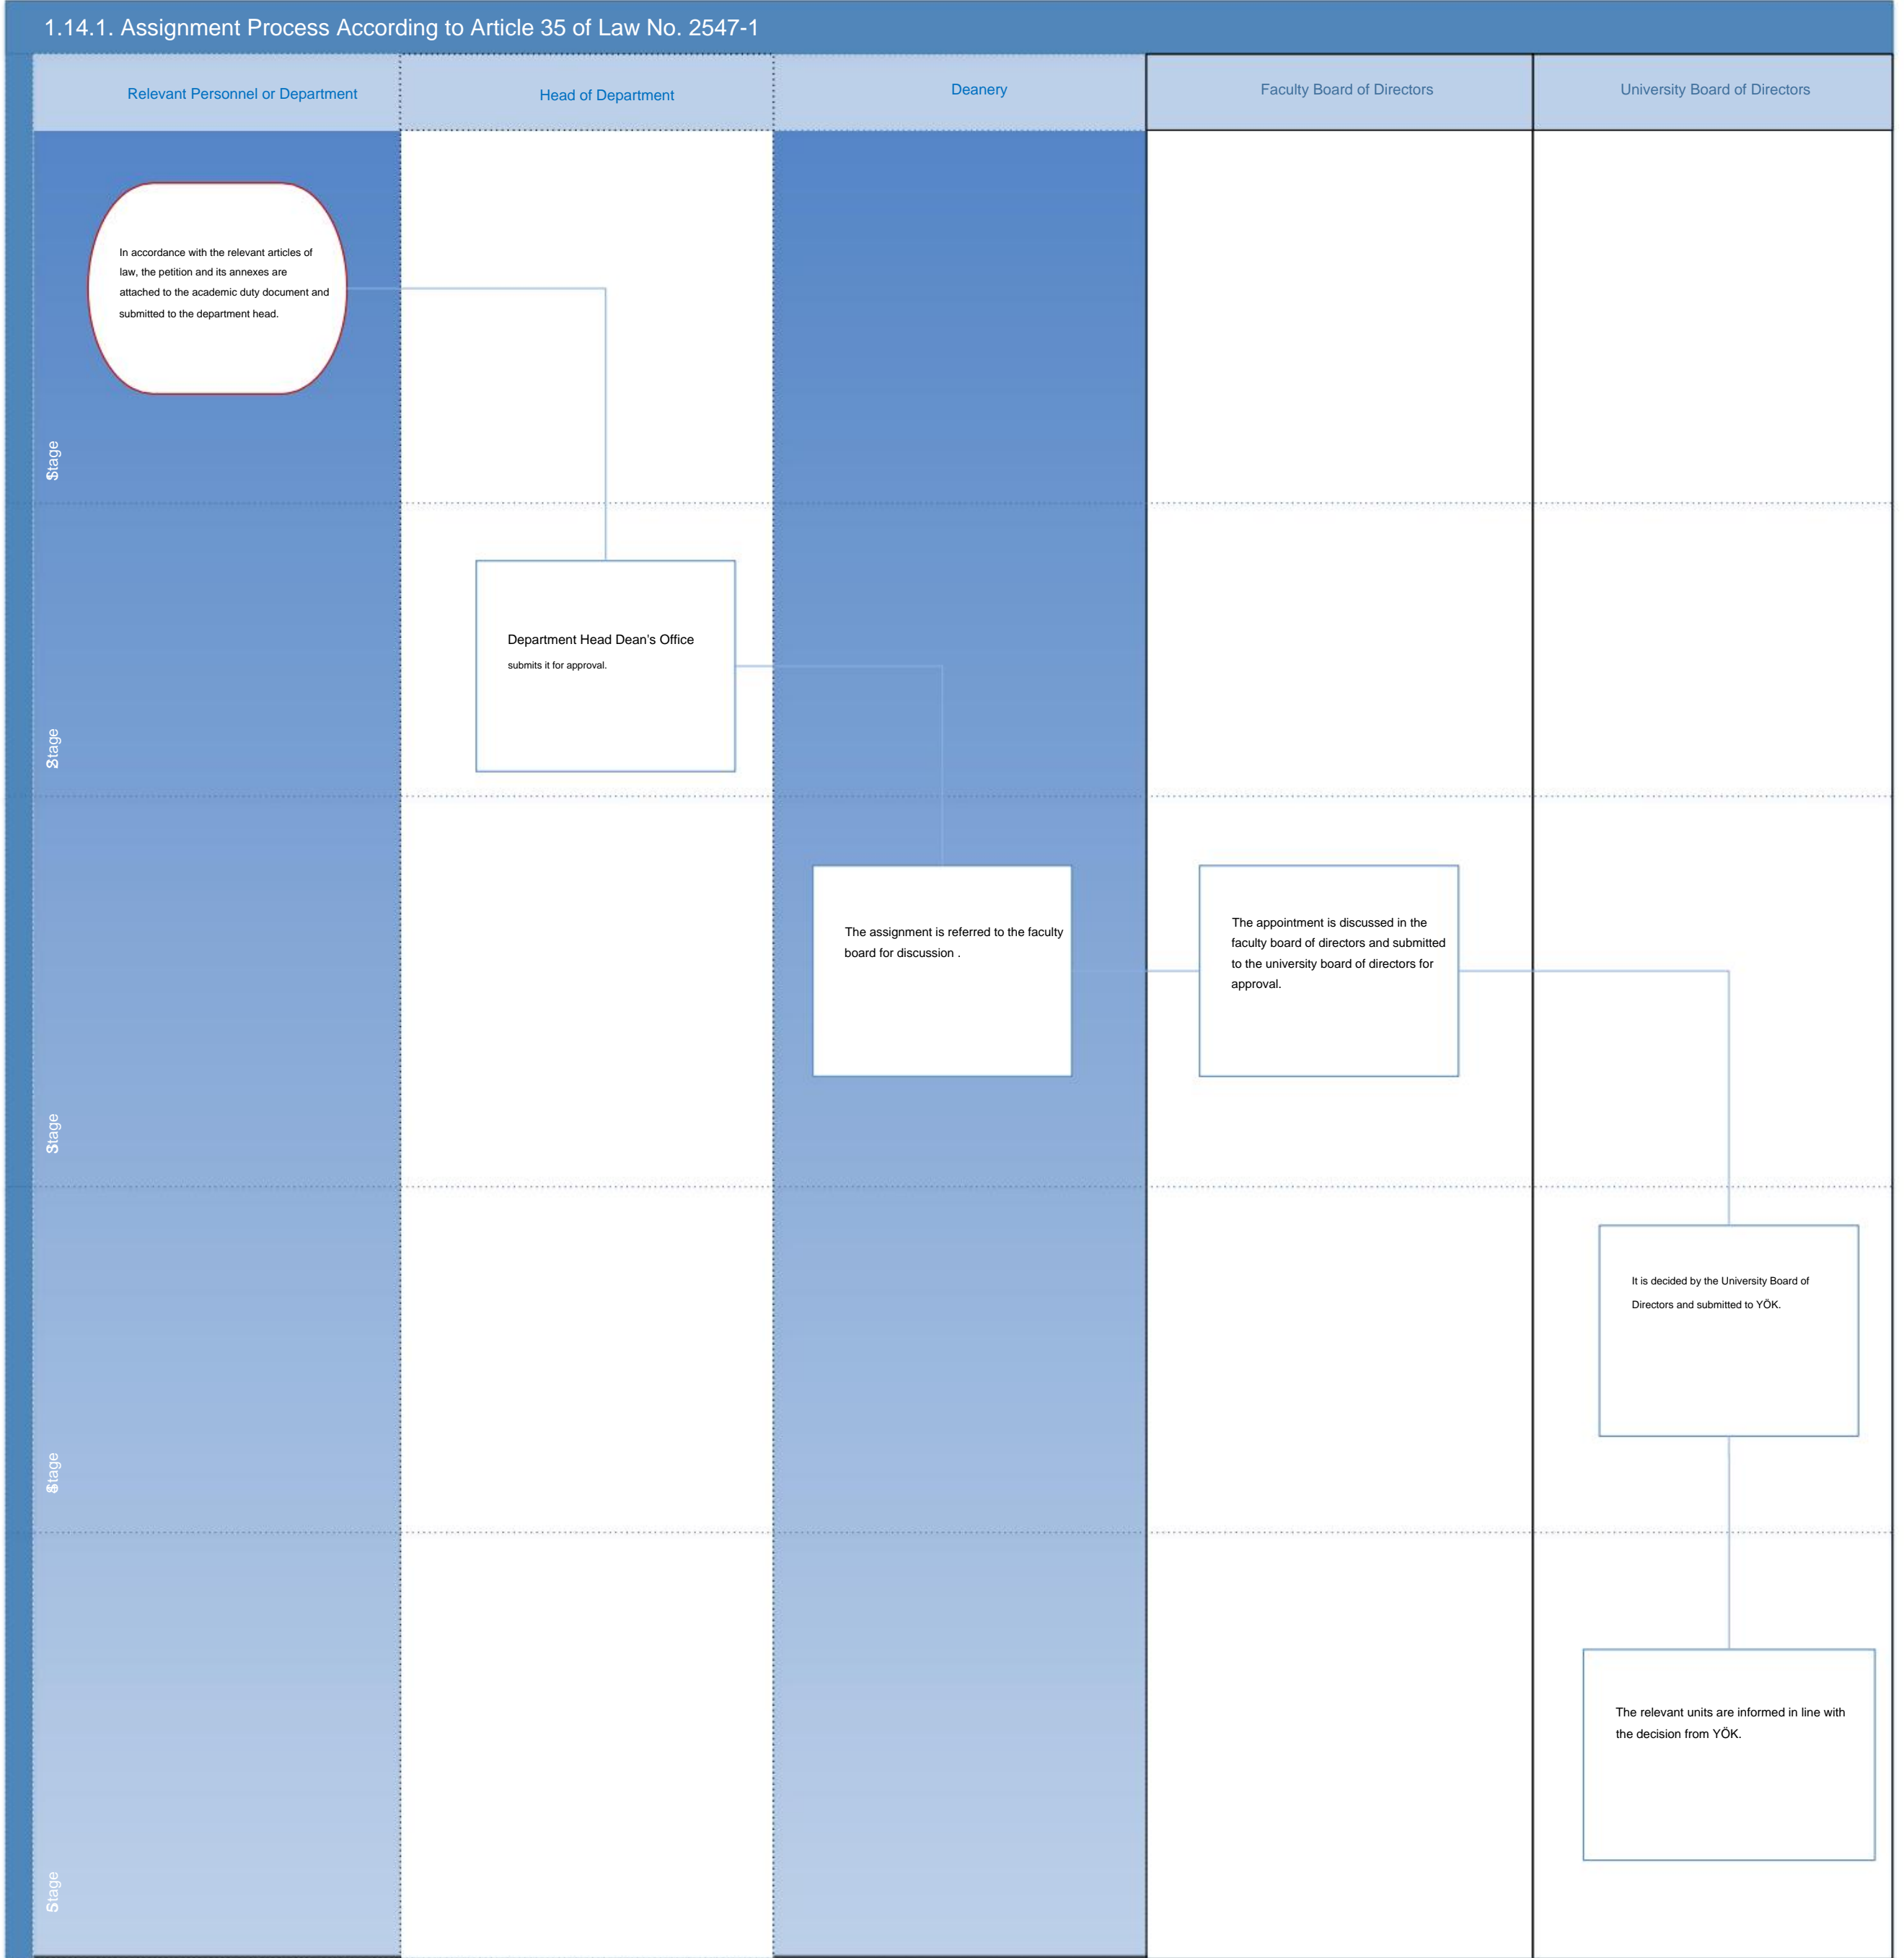 1.14.1. Assignment Process According to Article 35 of Law No. 2547-1
Relevant Personnel or Department
Head of Department
Deanery
Faculty Board of Directors
University Board of Directors
In accordance with the relevant articles of
law, the petition and its annexes are
attached to the academic duty document and
submitted to the department head.
Stage
Department Head Dean's Office
submits it for approval.
Stage
The assignment is referred to the faculty
board for discussion .
The appointment is discussed in the
faculty board of directors and submitted
to the university board of directors for
approval.
Stage
It is decided by the University Board of
Directors and submitted to YÖK.
Stage
The relevant units are informed in line with
the decision from YÖK.
Stage